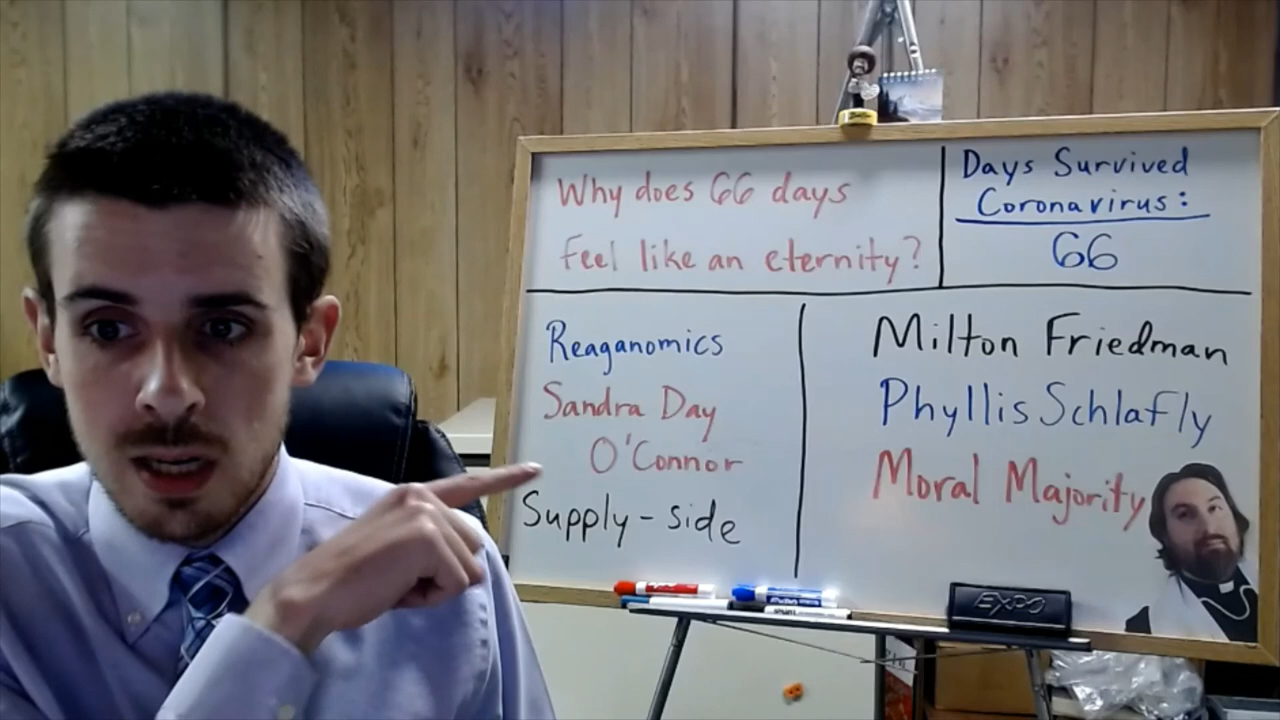 Why does 66 days
feel like an eternity?
Days Survived
Coronavirus:
66
Reaganomics
Sandra Day
O'Connor
Supply-side
Milton Friedman
Phyllis Schlafly
Moral Majority
EXPO